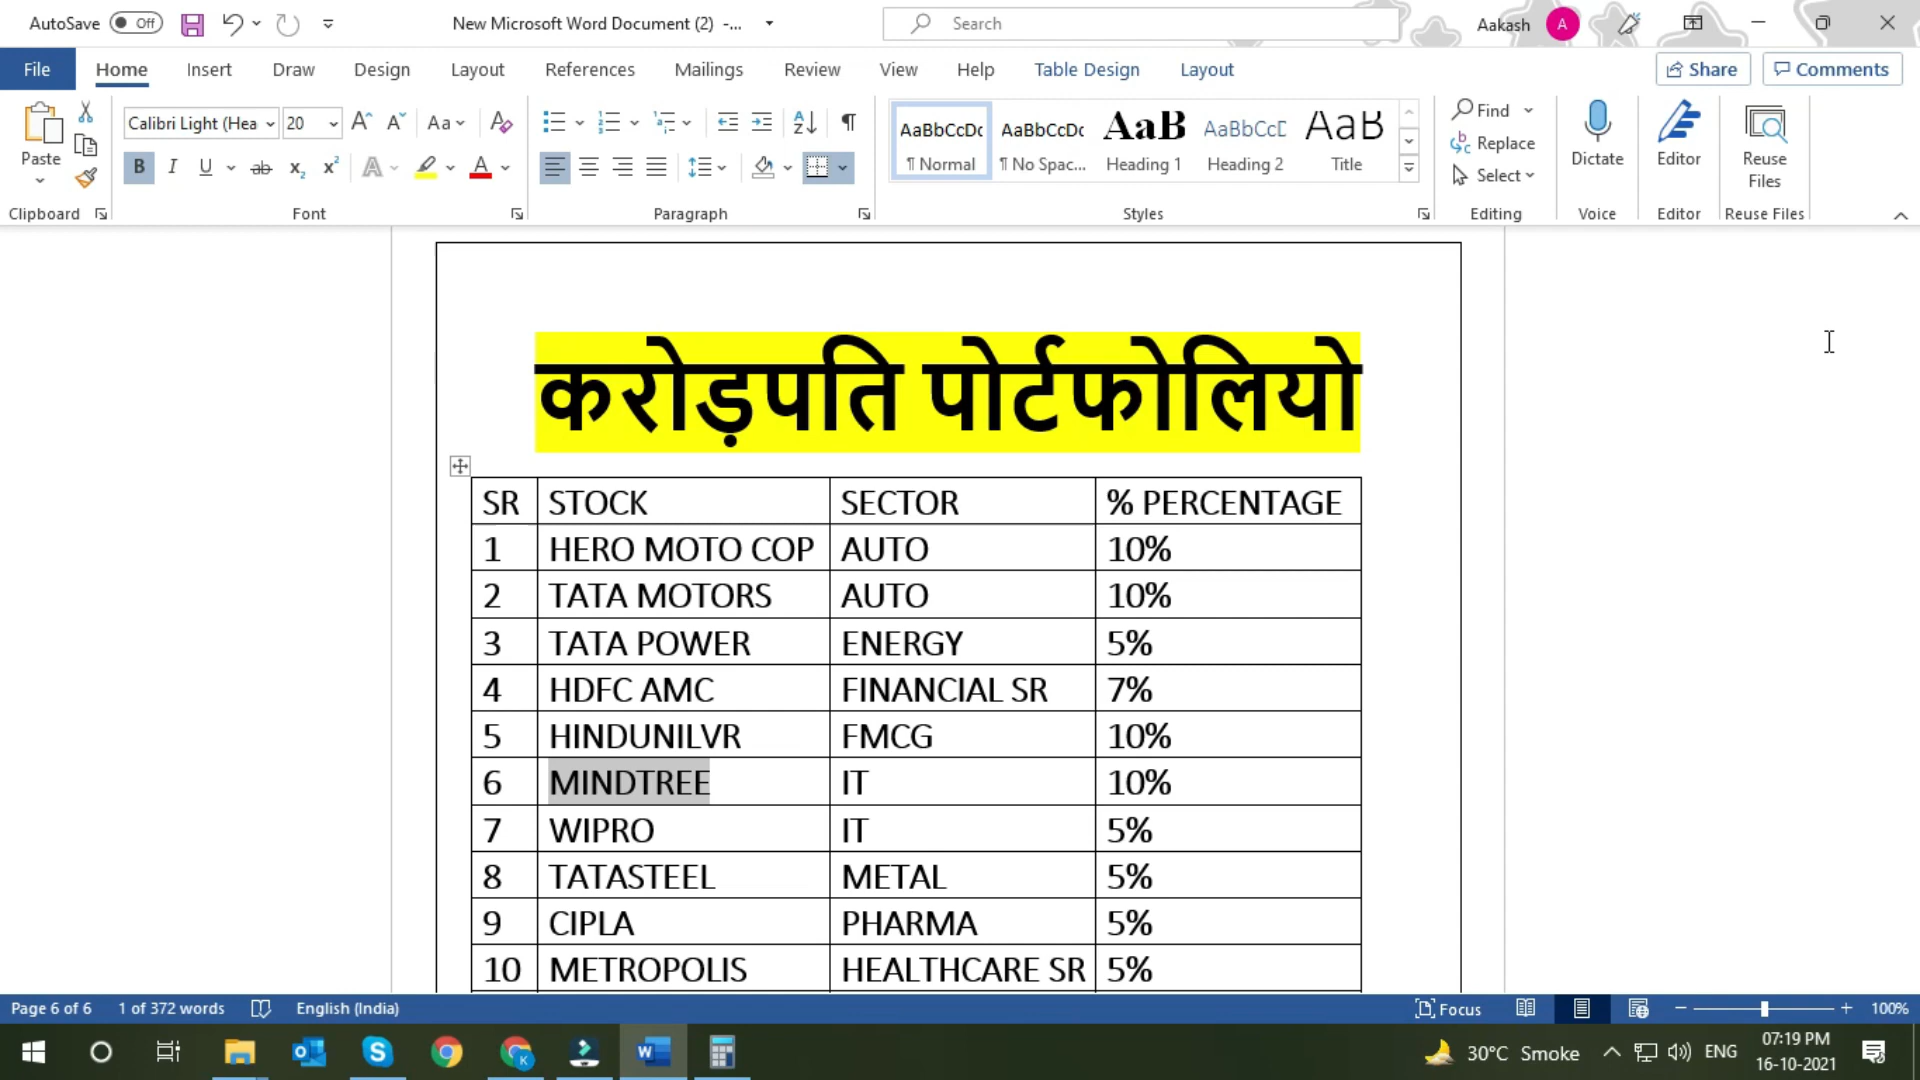 AutoSave Off New Microsoft Word Document (2) -... Search Aakash A
File Home Insert Draw Design Layout References Mailings Review View Help Table Design Layout Share Comments
Paste
Calibri Light (Hea 20 Aa
B I U ab x₂ x² A A
AaBbCcDc AaBbCcDc AaB AaBbCcE AaB
¶ Normal ¶ No Spac... Heading 1 Heading 2 Title
Find
Replace
Select
Dictate
Editor
Reuse Files
Clipboard Font Paragraph Styles Editing Voice Editor Reuse Files
करोड़पति पोर्टफोलियो
SR STOCK SECTOR % PERCENTAGE
1 HERO MOTO COP AUTO 10%
2 TATA MOTORS AUTO 10%
3 TATA POWER ENERGY 5%
4 HDFC AMC FINANCIAL SR 7%
5 HINDUNILVR FMCG 10%
6 MINDTREE IT 10%
7 WIPRO IT 5%
8 TATASTEEL METAL 5%
9 CIPLA PHARMA 5%
10 METROPOLIS HEALTHCARE SR 5%
Page 6 of 6 1 of 372 words English (India) Focus 100%
30°C Smoke ENG 07:19 PM
16-10-2021